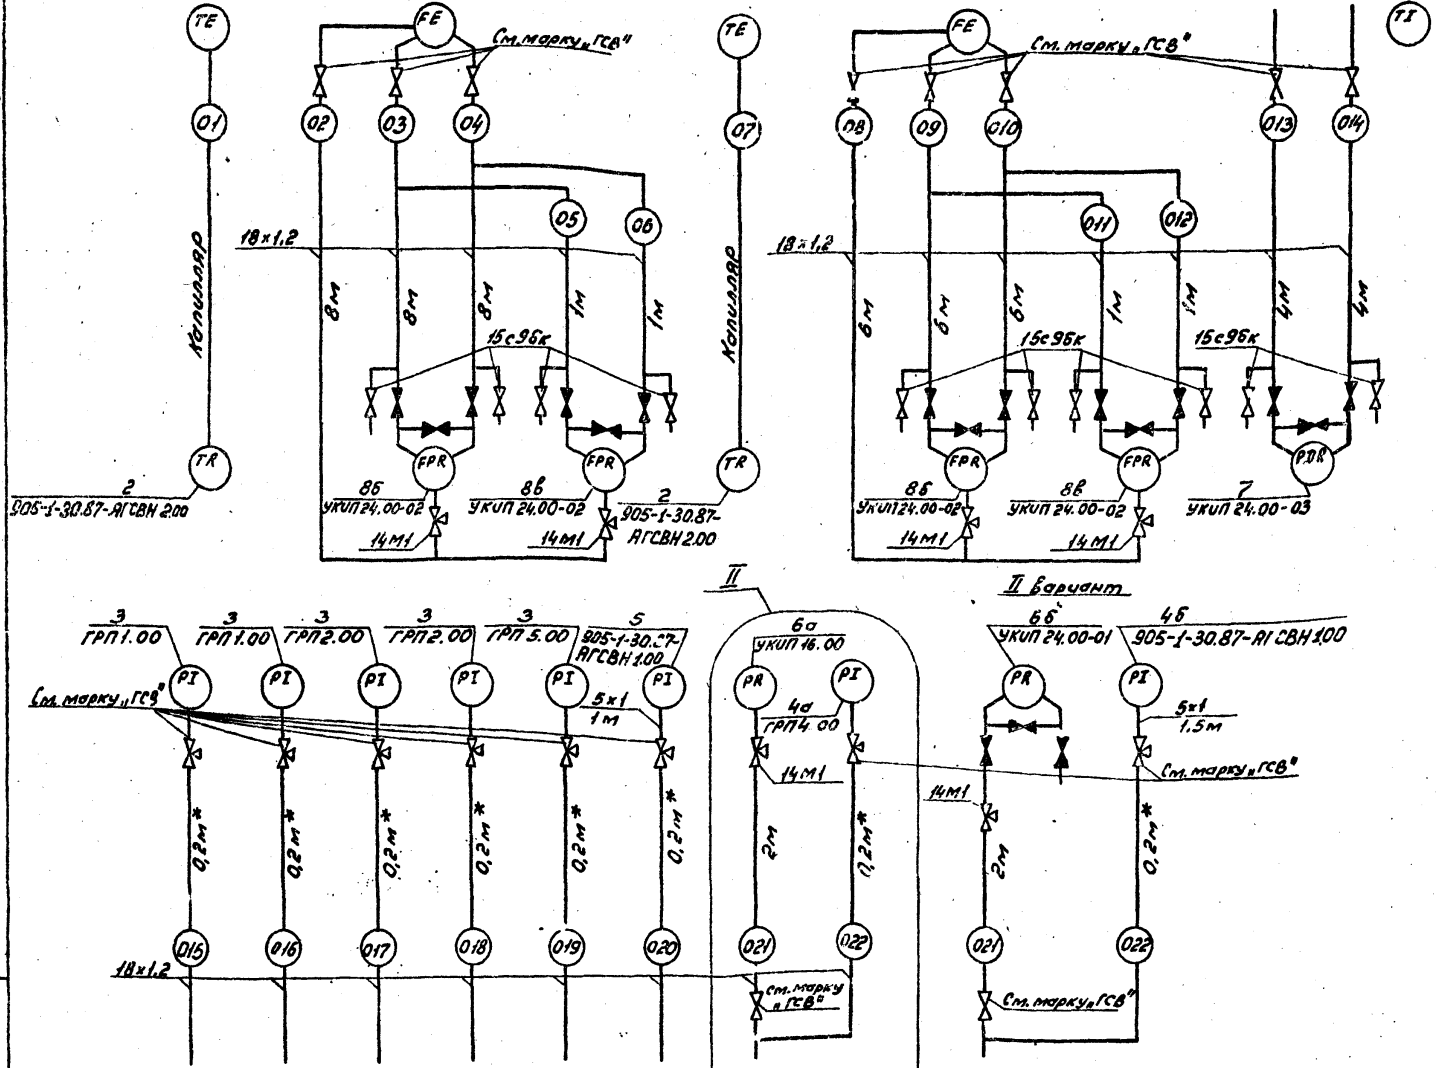 TE
FE
См. марку „ГСВ"
TE
FE
См. марку „ГСВ"
TI
01
02
03
04
07
08
09
010
013
014
05
06
011
012
18×1,2
18×1,2
Капилляр
8м
8м
8м
1м
1м
Капилляр
6м
6м
6м
1м
1м
4м
4м
15с96к
15с96к
15с96к
TR
FPR
FPR
TR
FPR
FPR
PDR
2
905-1-30.87-АГСВН 2.00
8б
УКИП 24.00-02
8в
УКИП 24.00-02
2
905-1-30.87-
АГСВН 2.00
8б
УКИП 24.00-02
8в
УКИП 24.00-02
7
УКИП 24.00-03
14М1
14М1
14М1
14М1
3
ГРП 1.00
3
ГРП 1.00
3
ГРП 2.00
3
ГРП 2.00
3
ГРП 5.00
5
905-1-30.87-
АГСВН 1.00
II
6а
УКИП 16.00
II вариант
6б
УКИП 24.00-01
4б
905-1-30.87-АГСВН 1.00
PI
PI
PI
PI
PI
PI
PR
PI
PR
PI
См. марку „ГСВ"
5×1
1м
4а
ГРП 4.00
5×1
1.5м
14М1
См. марку „ГСВ"
14М1
0,2м*
0,2м*
0,2м*
0,2м*
0,2м*
0,2м*
2м
0,2м*
2м
0,2м*
015
016
017
018
019
020
021
022
021
022
18×1,2
См. марку
„ГСВ"
См. марку „ГСВ"